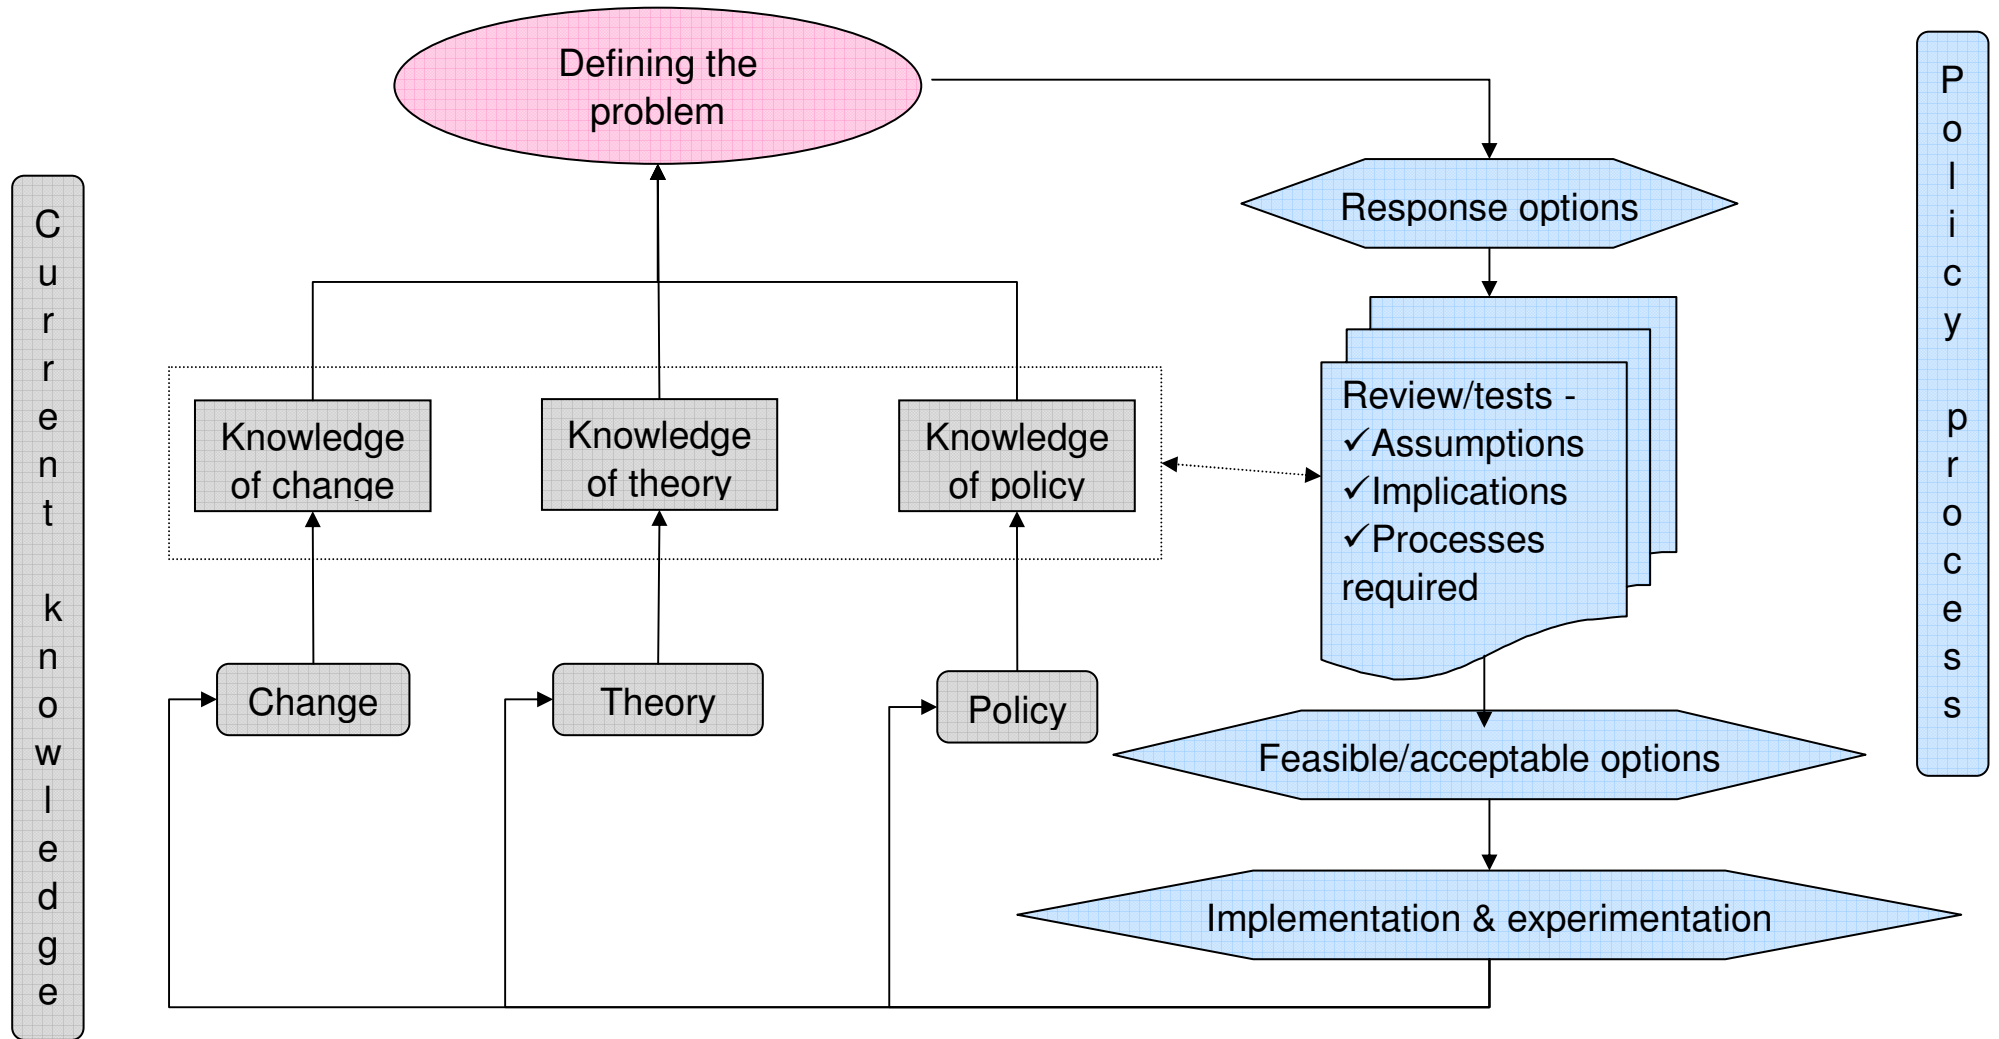 Defining the
problem
Policy process
Current knowledge
Response options
Review/tests -
✓Assumptions
✓Implications
✓Processes
required
Knowledge
of change
Knowledge
of theory
Knowledge
of policy
Change
Theory
Policy
Feasible/acceptable options
Implementation & experimentation